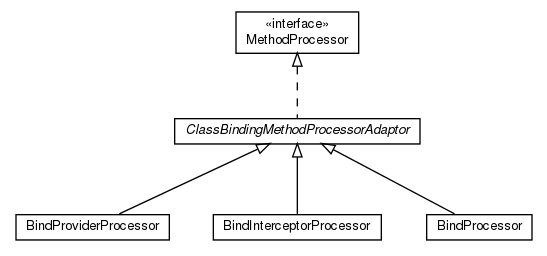 «interface»
MethodProcessor
ClassBindingMethodProcessorAdaptor
BindProviderProcessor
BindInterceptorProcessor
BindProcessor